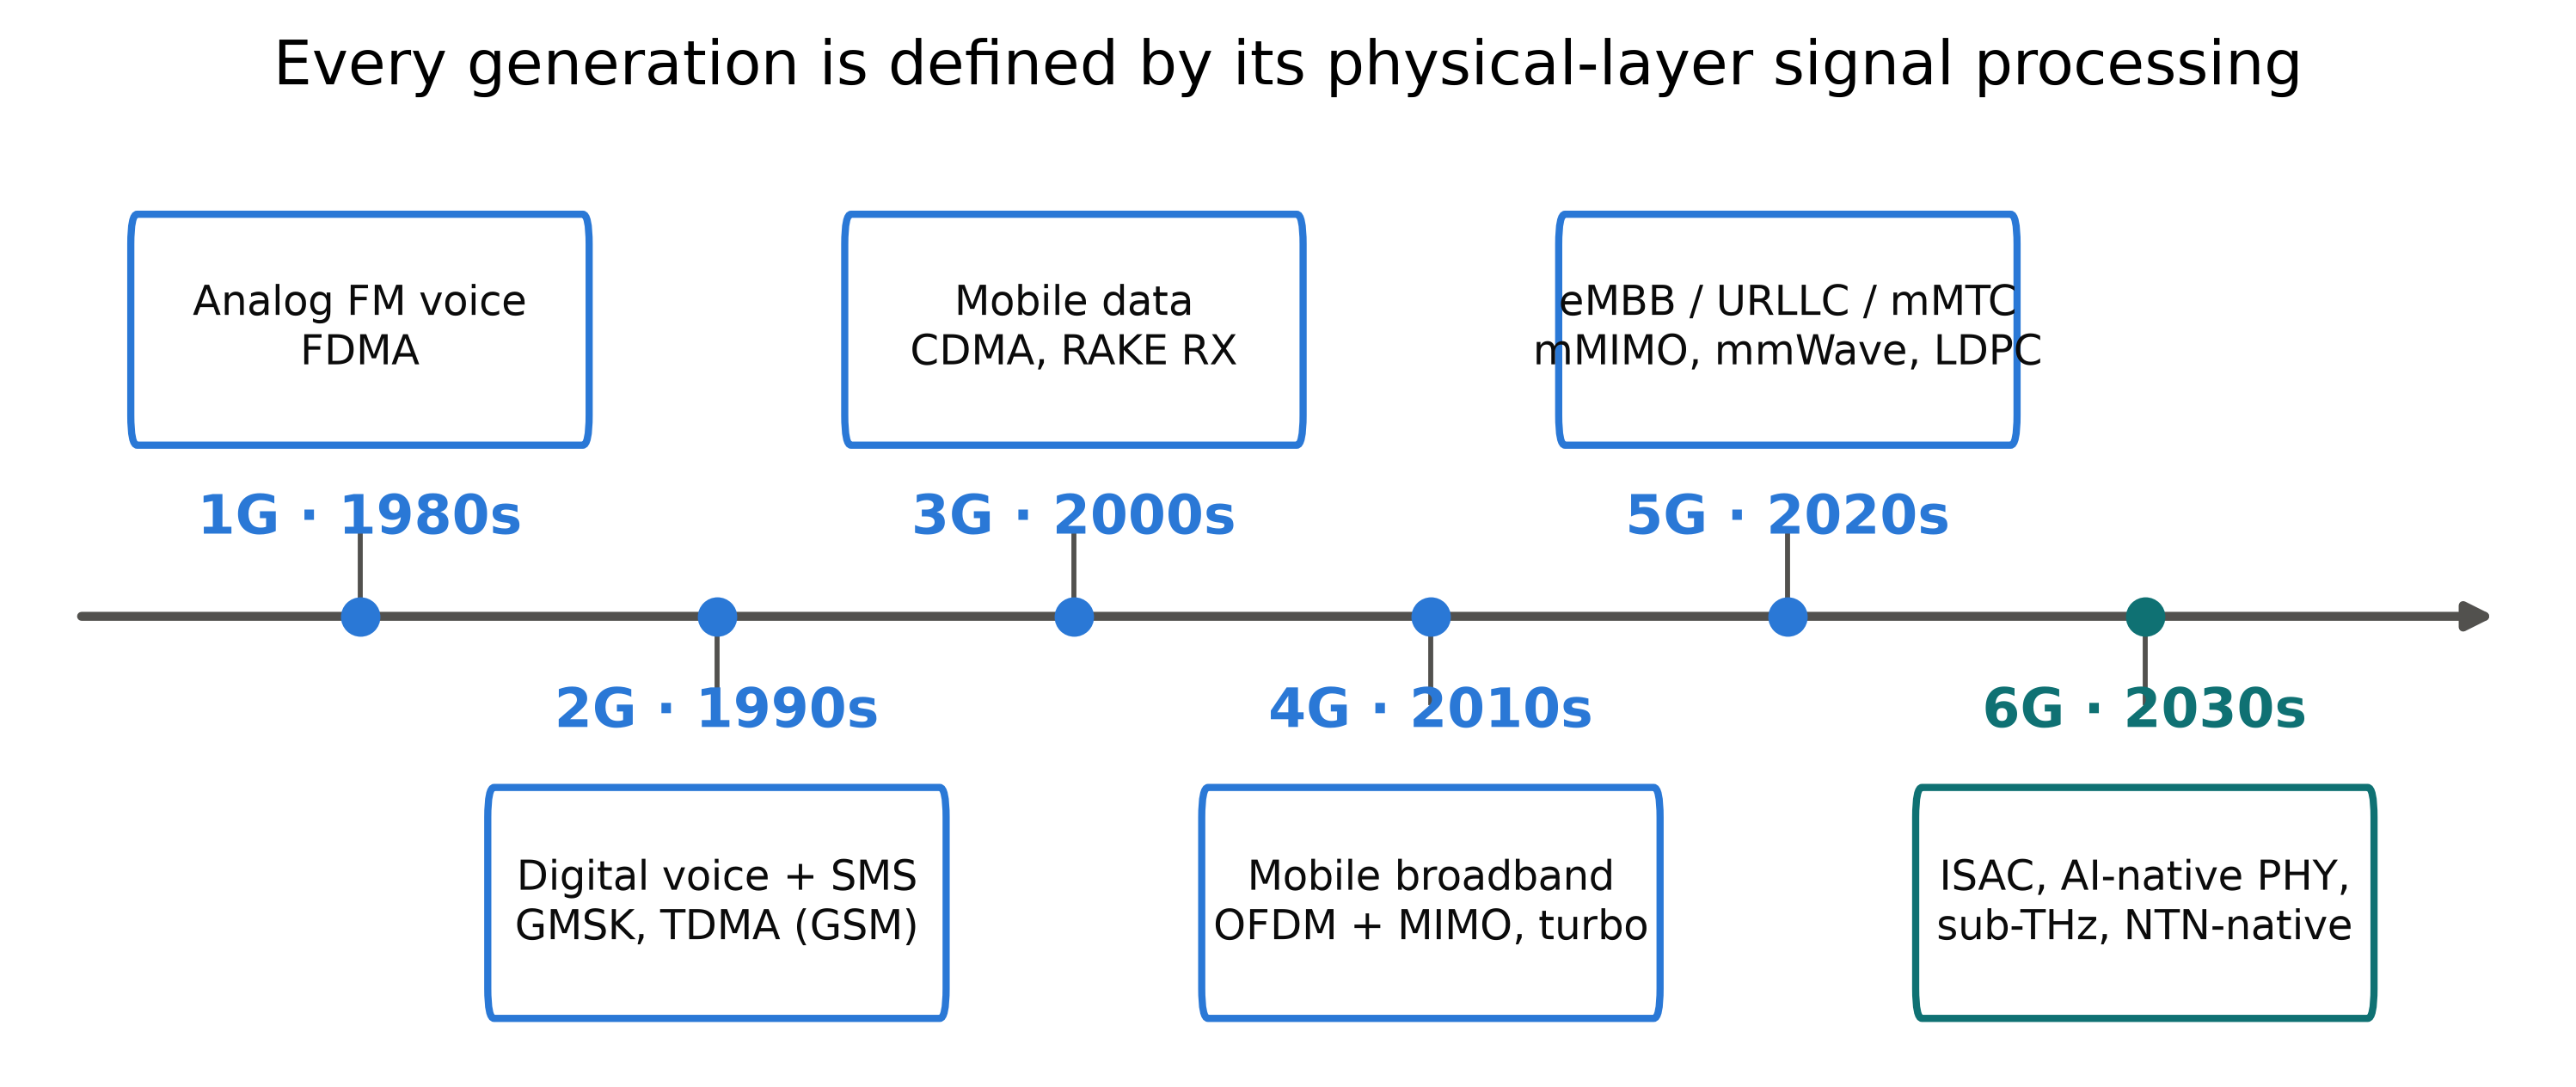 Every generation is defined by its physical-layer signal processing
Analog FM voice
FDMA
1G · 1980s
Digital voice + SMS
GMSK, TDMA (GSM)
2G · 1990s
Mobile data
CDMA, RAKE RX
3G · 2000s
Mobile broadband
OFDM + MIMO, turbo
4G · 2010s
eMBB / URLLC / mMTC
mMIMO, mmWave, LDPC
5G · 2020s
ISAC, AI-native PHY,
sub-THz, NTN-native
6G · 2030s